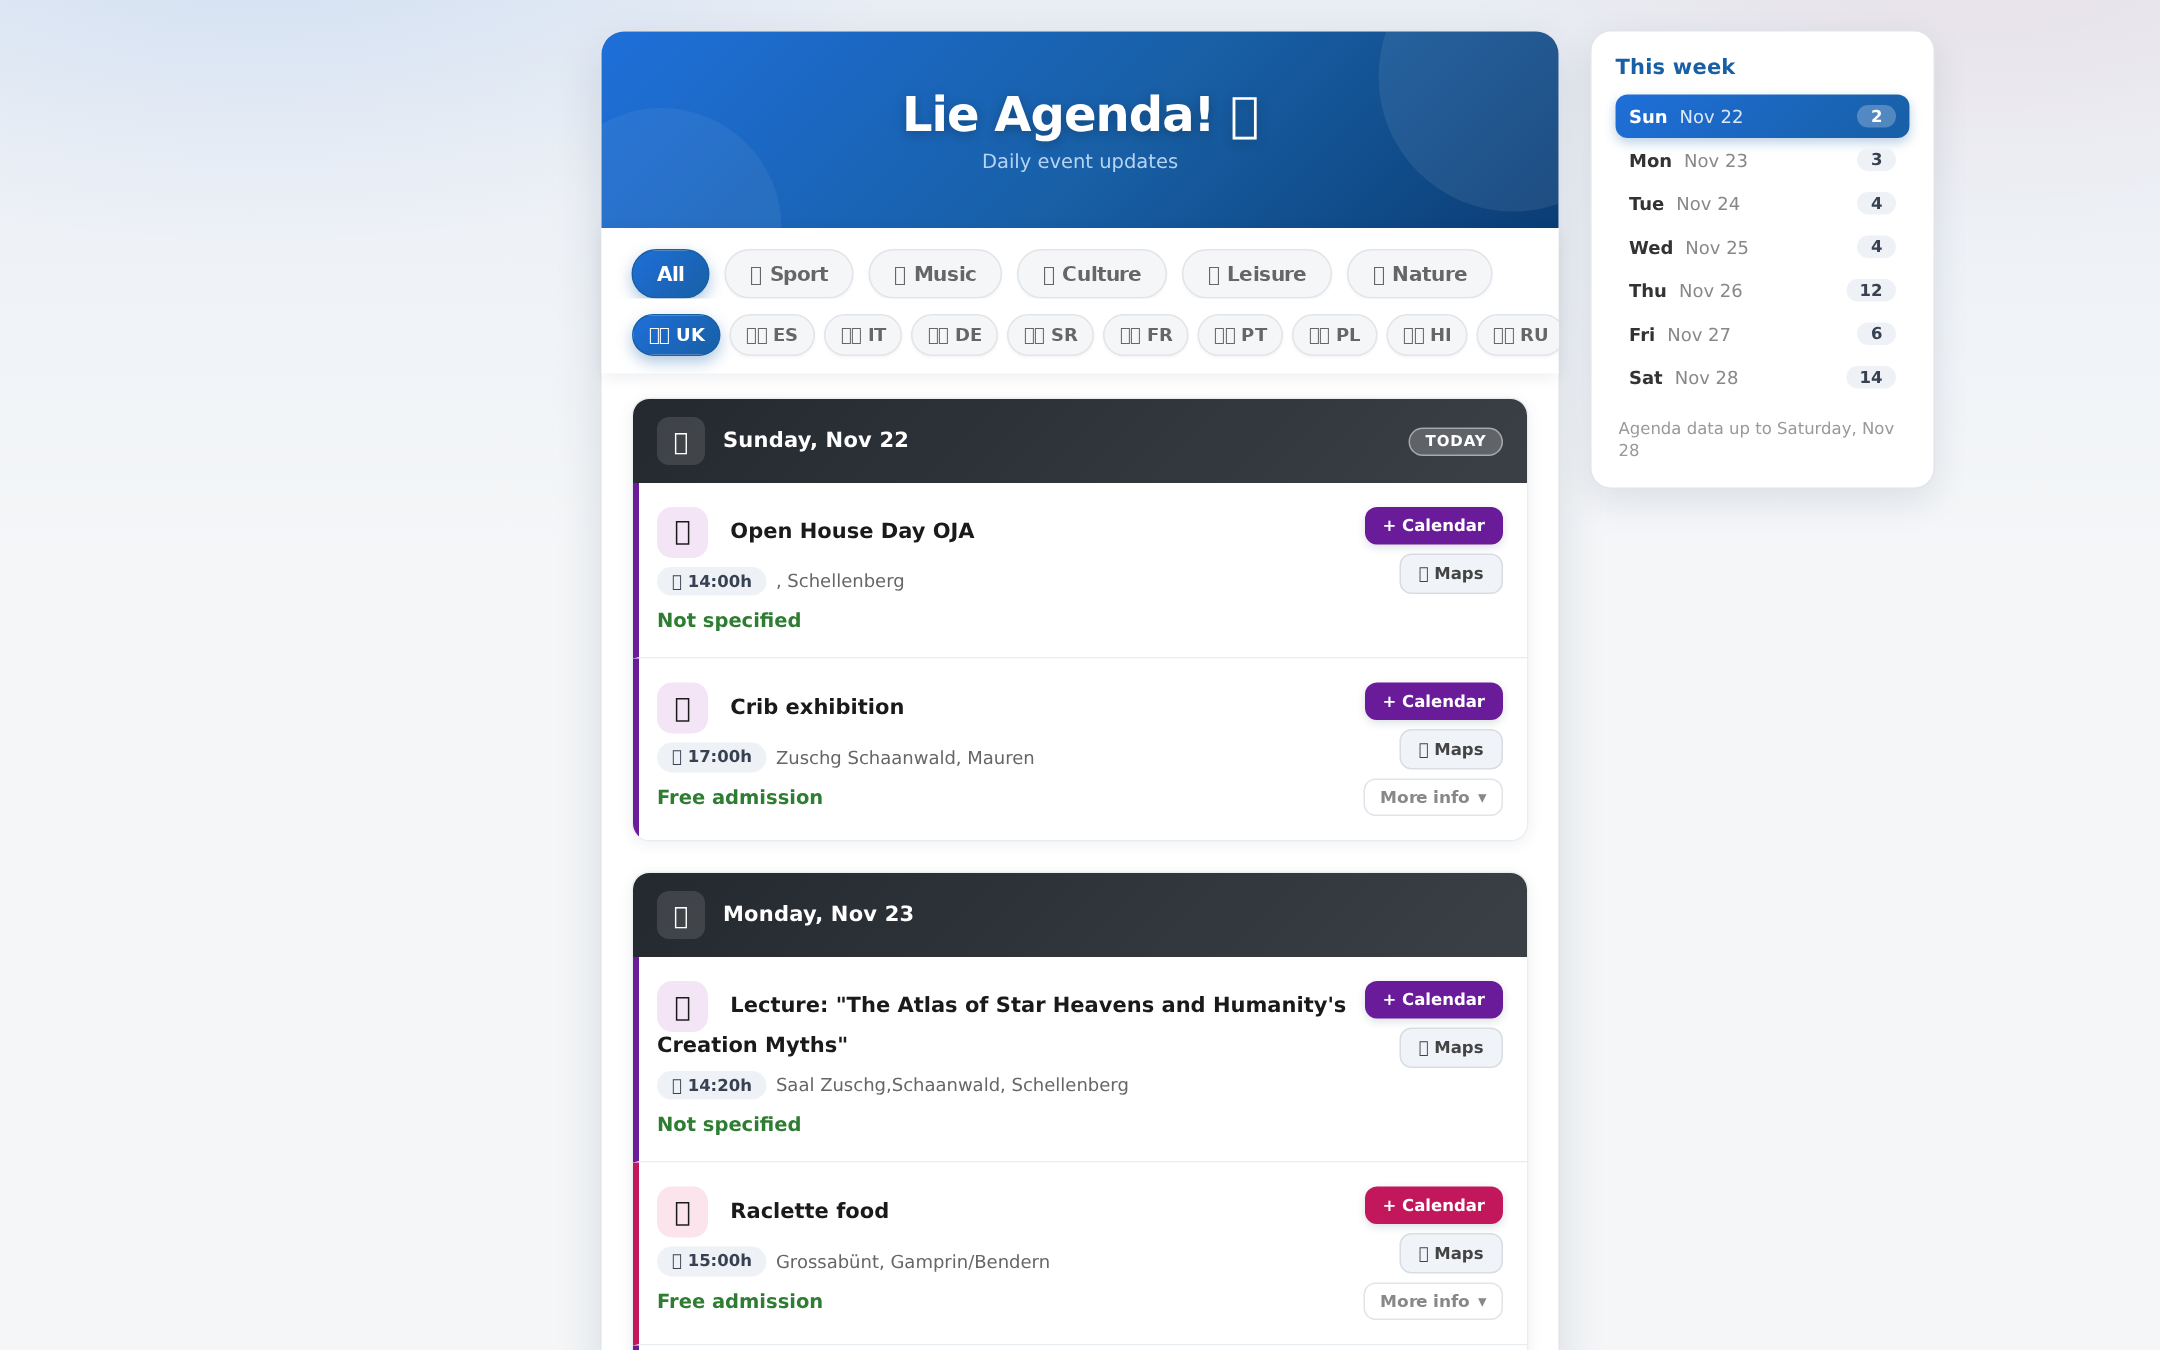 Lie Agenda!
Daily event updates
All Sport Music Culture Leisure Nature
UK ES IT DE SR FR PT PL HI RU
Sunday, Nov 22 TODAY
Open House Day OJA + Calendar
14:00h , Schellenberg Maps
Not specified
Crib exhibition + Calendar
17:00h Zuschg Schaanwald, Mauren Maps
Free admission More info ▾
Monday, Nov 23
Lecture: "The Atlas of Star Heavens and Humanity's + Calendar
Creation Myths" Maps
14:20h Saal Zuschg,Schaanwald, Schellenberg
Not specified
Raclette food + Calendar
15:00h Grossabünt, Gamprin/Bendern Maps
Free admission More info ▾
This week
Sun Nov 22 2
Mon Nov 23 3
Tue Nov 24 4
Wed Nov 25 4
Thu Nov 26 12
Fri Nov 27 6
Sat Nov 28 14
Agenda data up to Saturday, Nov
28